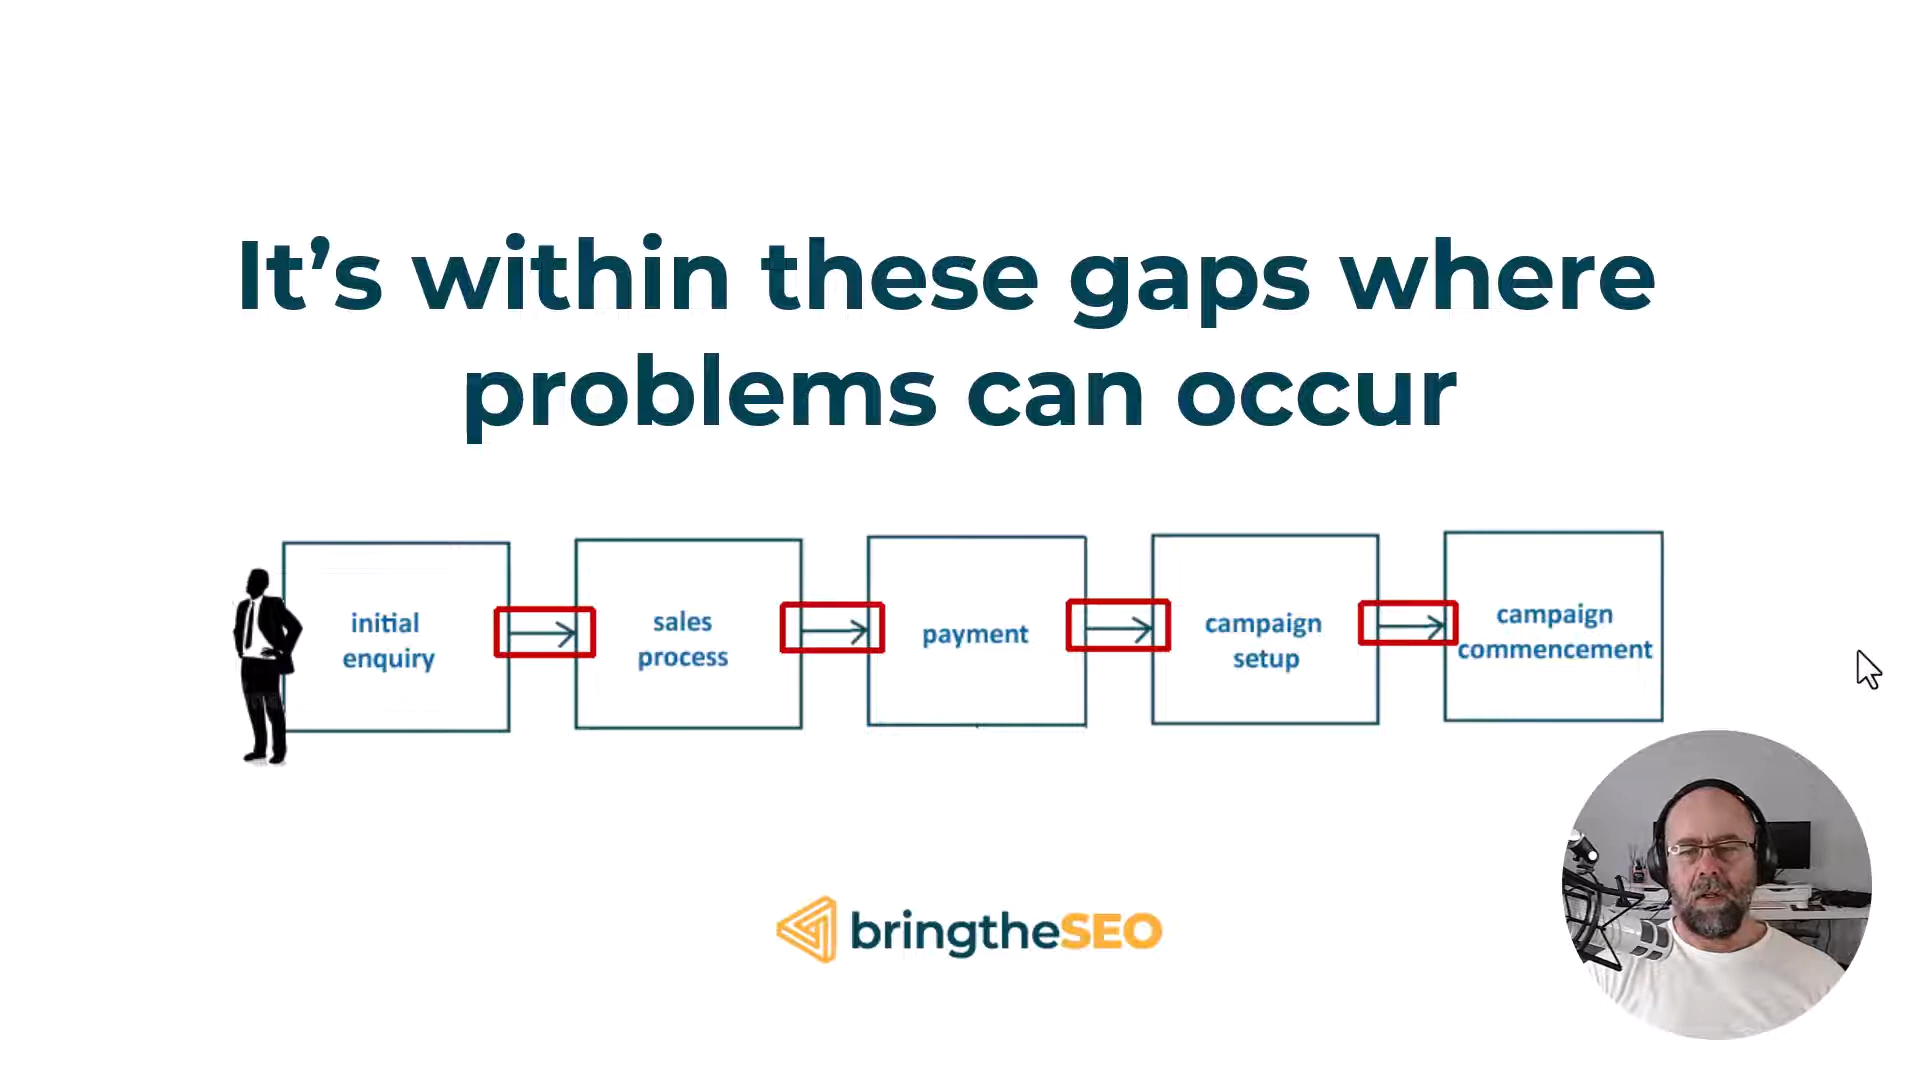 It’s within these gaps where
problems can occur
initial
enquiry
sales
process
payment
campaign
setup
campaign
commencement
bringtheSEO